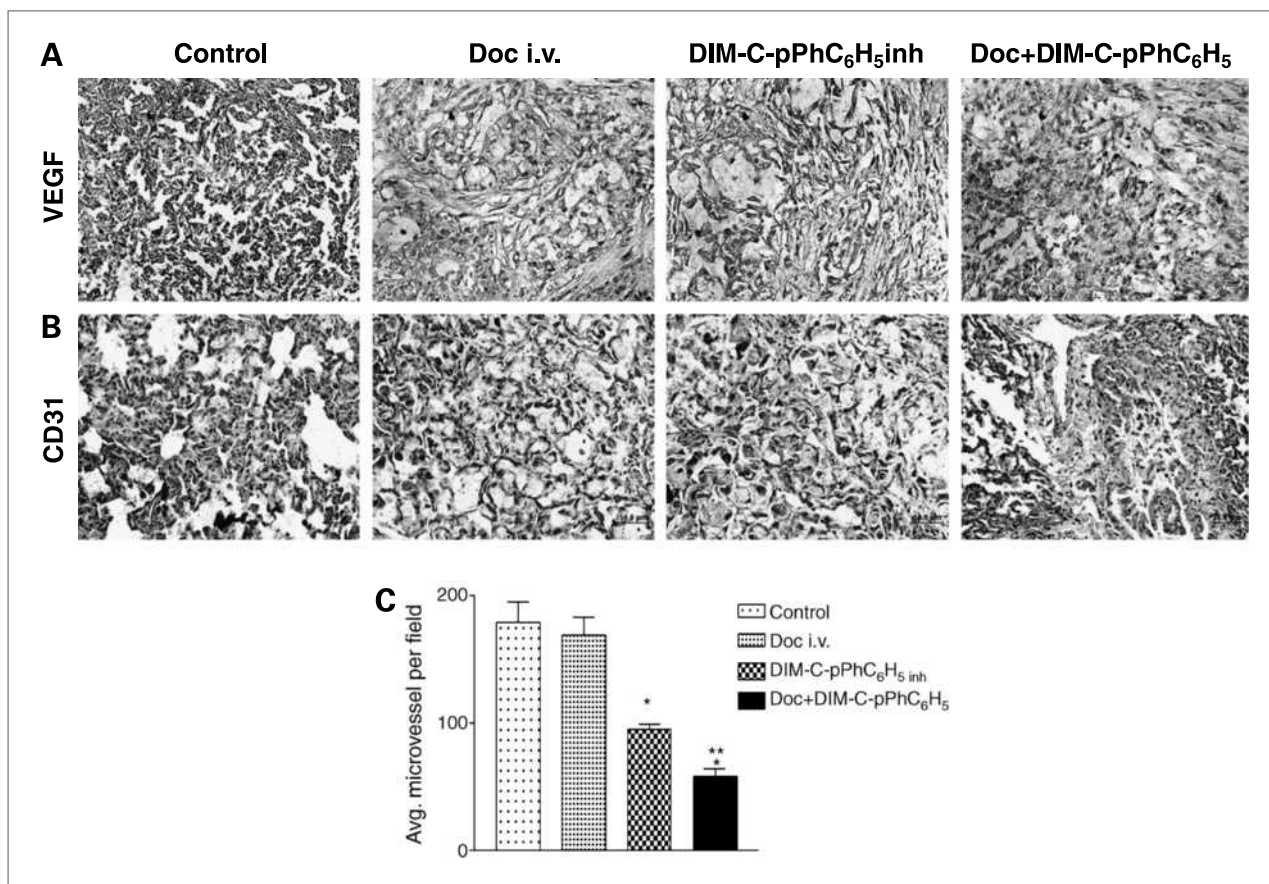 A
Control
Doc i.v.
DIM-C-pPhC₆H₅inh
Doc+DIM-C-pPhC₆H₅
VEGF
B
CD31
C
Avg. microvessel per field
200
100
0
*
**
*
Control
Doc i.v.
DIM-C-pPhC₆H₅ inh
Doc+DIM-C-pPhC₆H₅